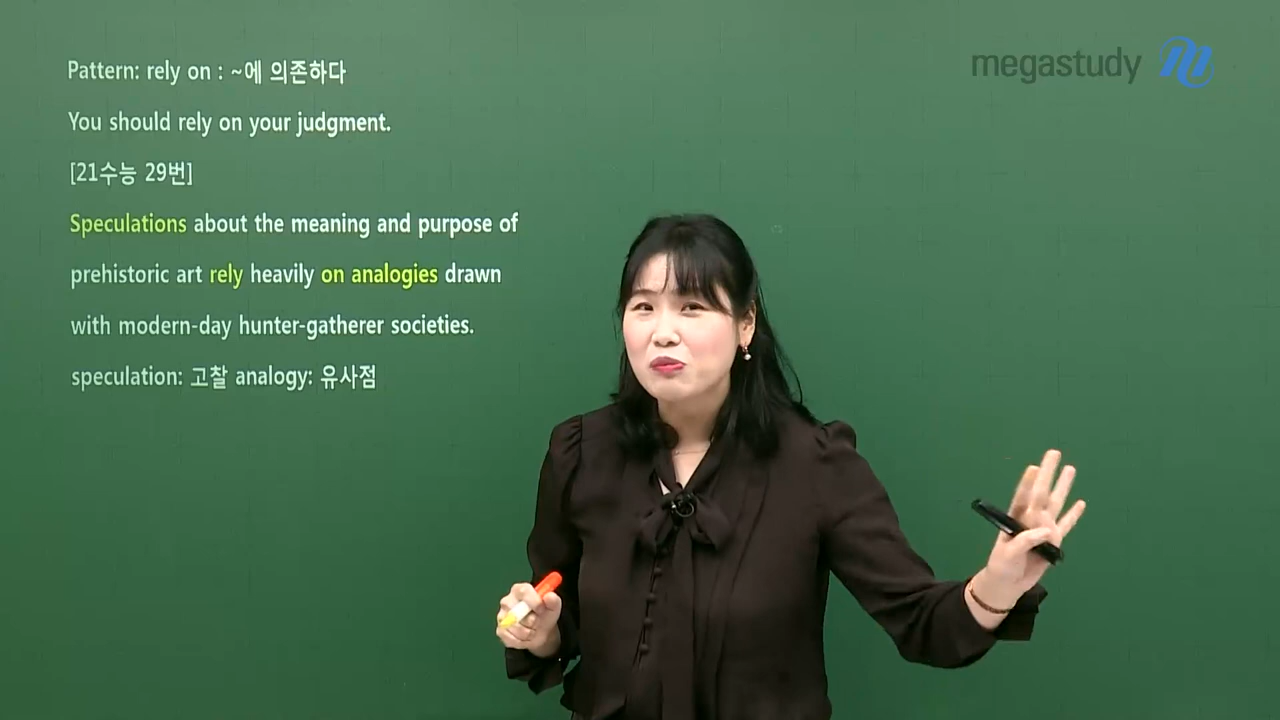 megastudy
Pattern: rely on : ~에 의존하다
You should rely on your judgment.
[21수능 29번]
Speculations about the meaning and purpose of
prehistoric art rely heavily on analogies drawn
with modern-day hunter-gatherer societies.
speculation: 고찰 analogy: 유사점